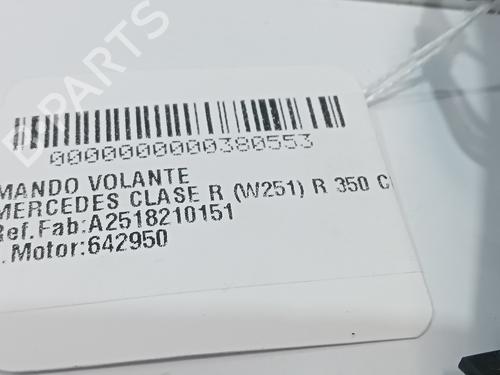 B-PARTS
0000000000380553
MANDO VOLANTE
MERCEDES CLASE R (W251) R 350 C
Ref.Fab:A2518210151
.Motor:642950